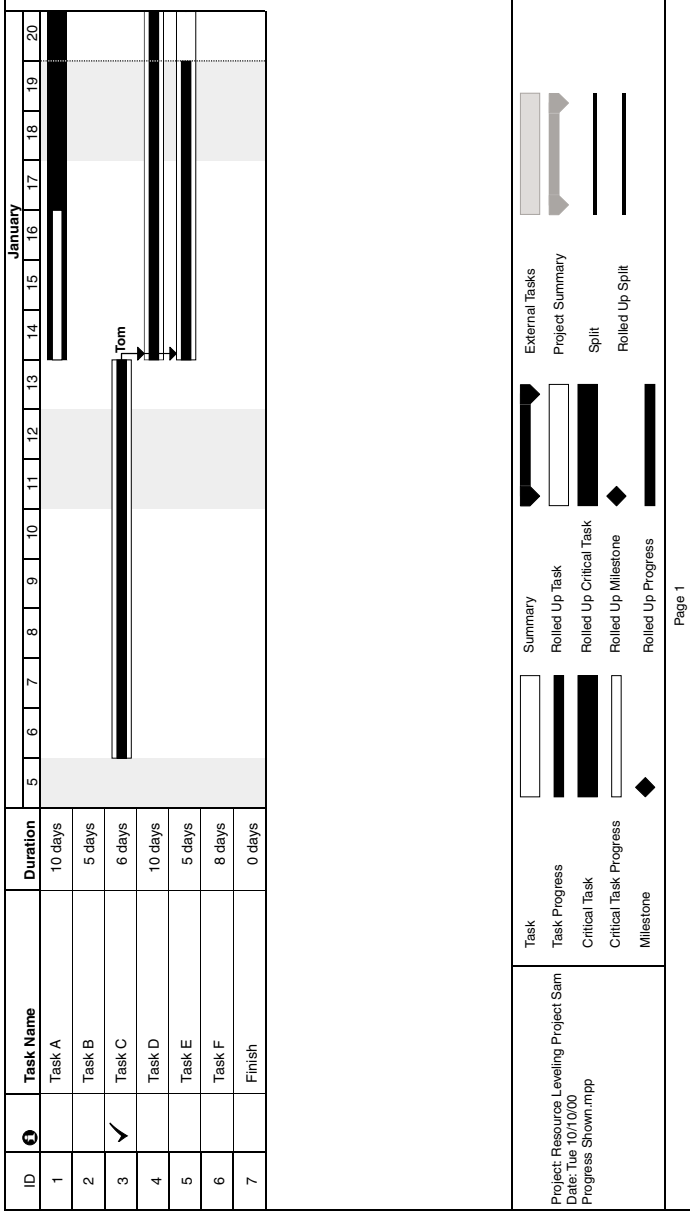 January
ID Task Name Duration 5 6 7 8 9 10 11 12 13 14 15 16 17 18 19 20
1 Task A 10 days
2 Task B 5 days
3 Task C 6 days
Tom
4 Task D 10 days
5 Task E 5 days
6 Task F 8 days
7 Finish 0 days
Project: Resource Leveling Project Sam
Date: Tue 10/10/00
Progress Shown.mpp
Task
Task Progress
Critical Task
Critical Task Progress
Milestone
Summary
Rolled Up Task
Rolled Up Critical Task
Rolled Up Milestone
Rolled Up Progress
External Tasks
Project Summary
Split
Rolled Up Split
Page 1